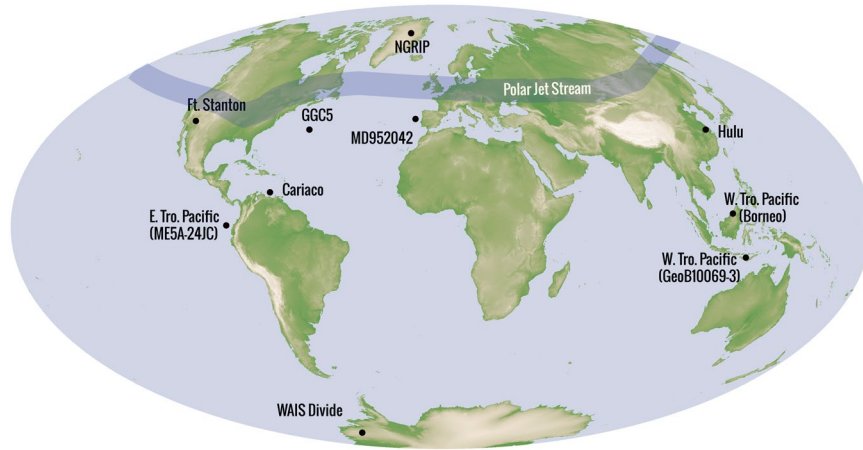 NGRIP
Polar Jet Stream
Ft. Stanton
GGC5
MD952042
Hulu
Cariaco
W. Tro. Pacific
(Borneo)
E. Tro. Pacific
(ME5A-24JC)
W. Tro. Pacific
(GeoB10069-3)
WAIS Divide